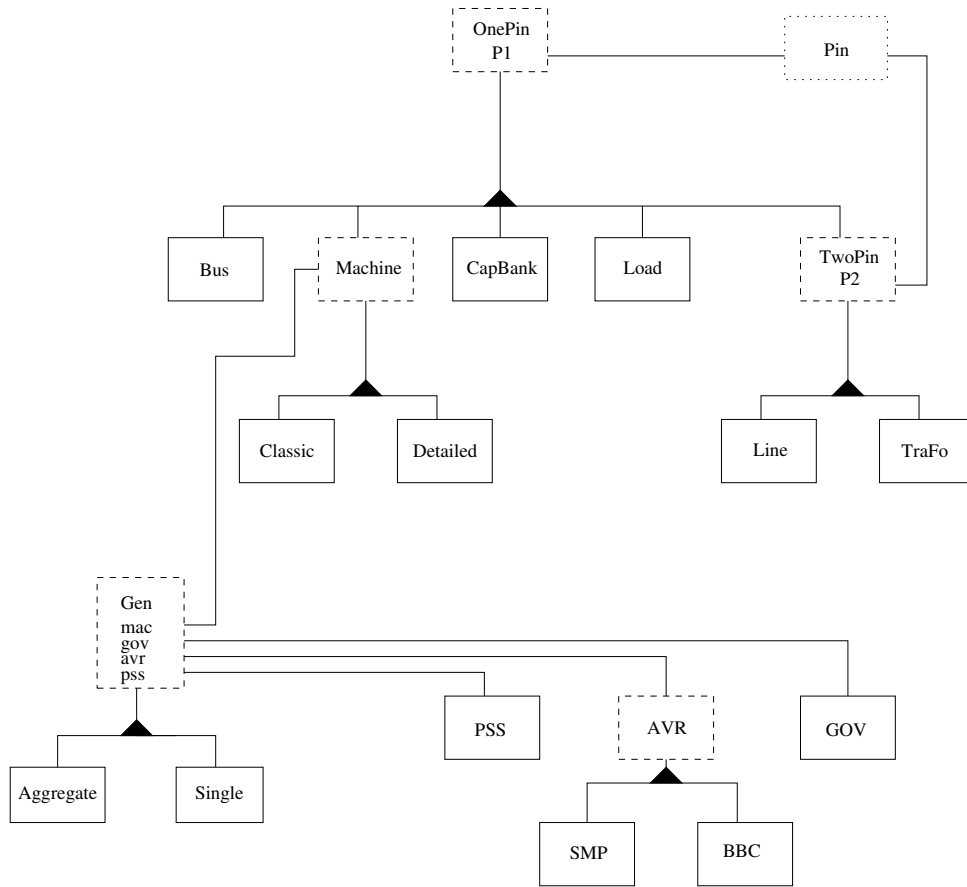 OnePin
P1
Pin
Bus
Machine
CapBank
Load
TwoPin
P2
Classic
Detailed
Line
TraFo
Gen
mac
gov
avr
pss
PSS
AVR
GOV
Aggregate
Single
SMP
BBC